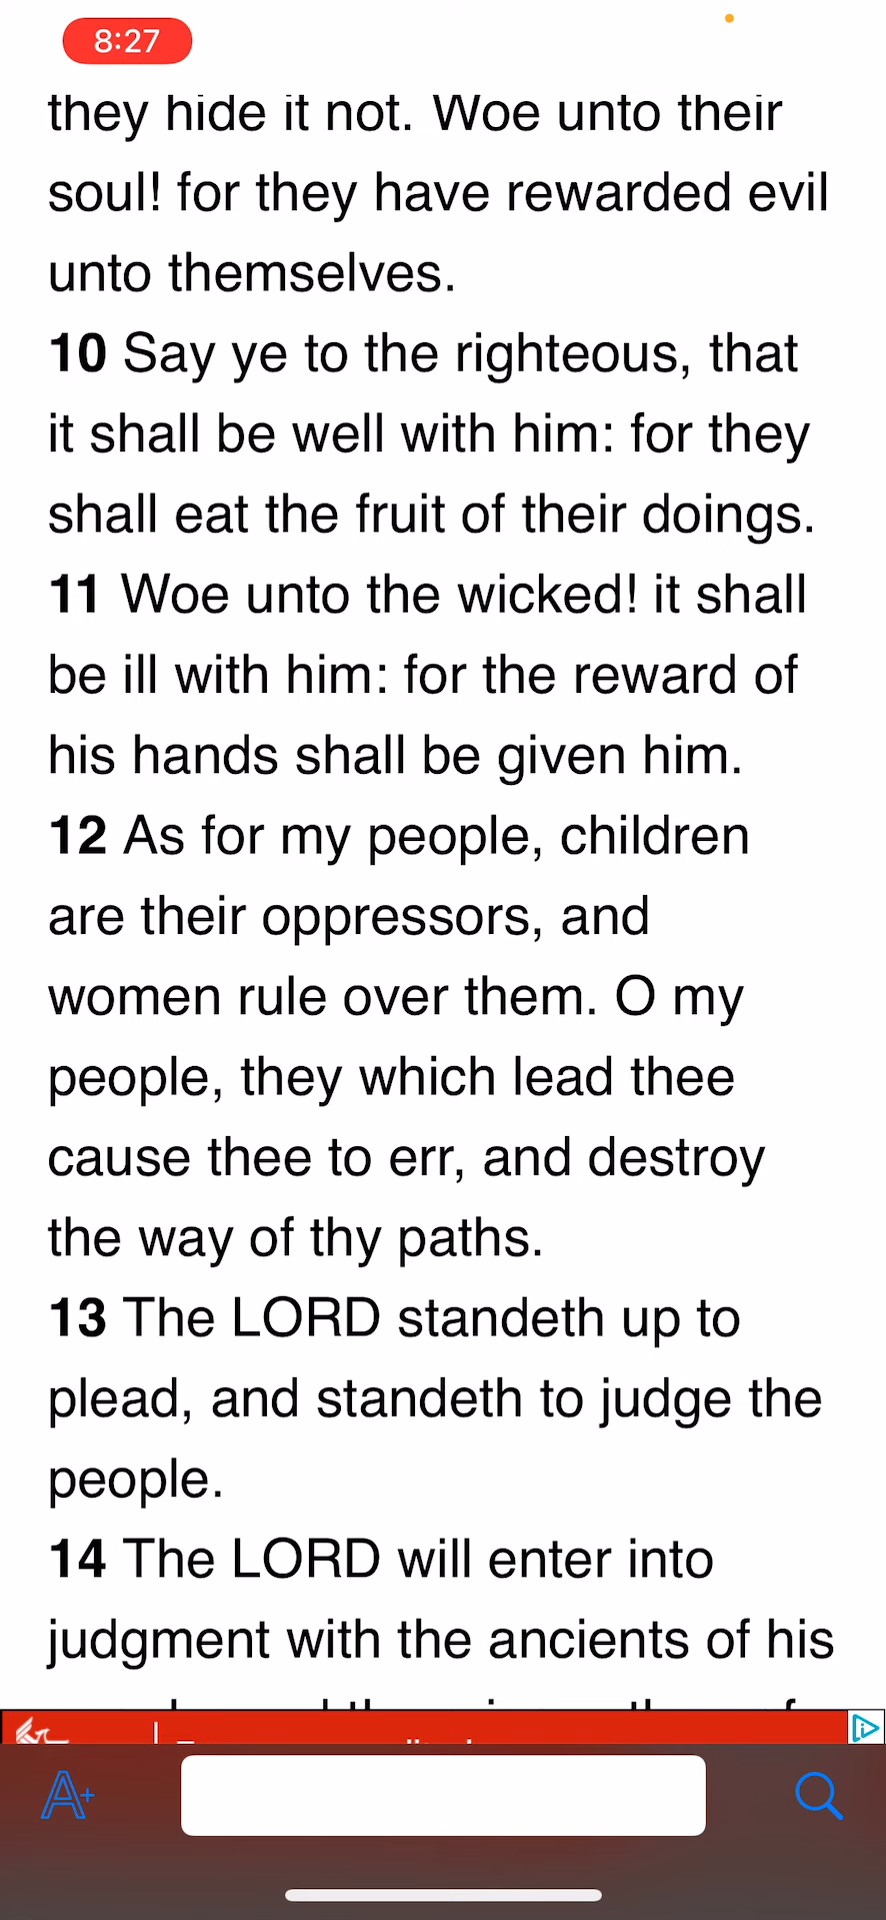 8:27
they hide it not. Woe unto their
soul! for they have rewarded evil
unto themselves.
10 Say ye to the righteous, that
it shall be well with him: for they
shall eat the fruit of their doings.
11 Woe unto the wicked! it shall
be ill with him: for the reward of
his hands shall be given him.
12 As for my people, children
are their oppressors, and
women rule over them. O my
people, they which lead thee
cause thee to err, and destroy
the way of thy paths.
13 The LORD standeth up to
plead, and standeth to judge the
people.
14 The LORD will enter into
judgment with the ancients of his
A+